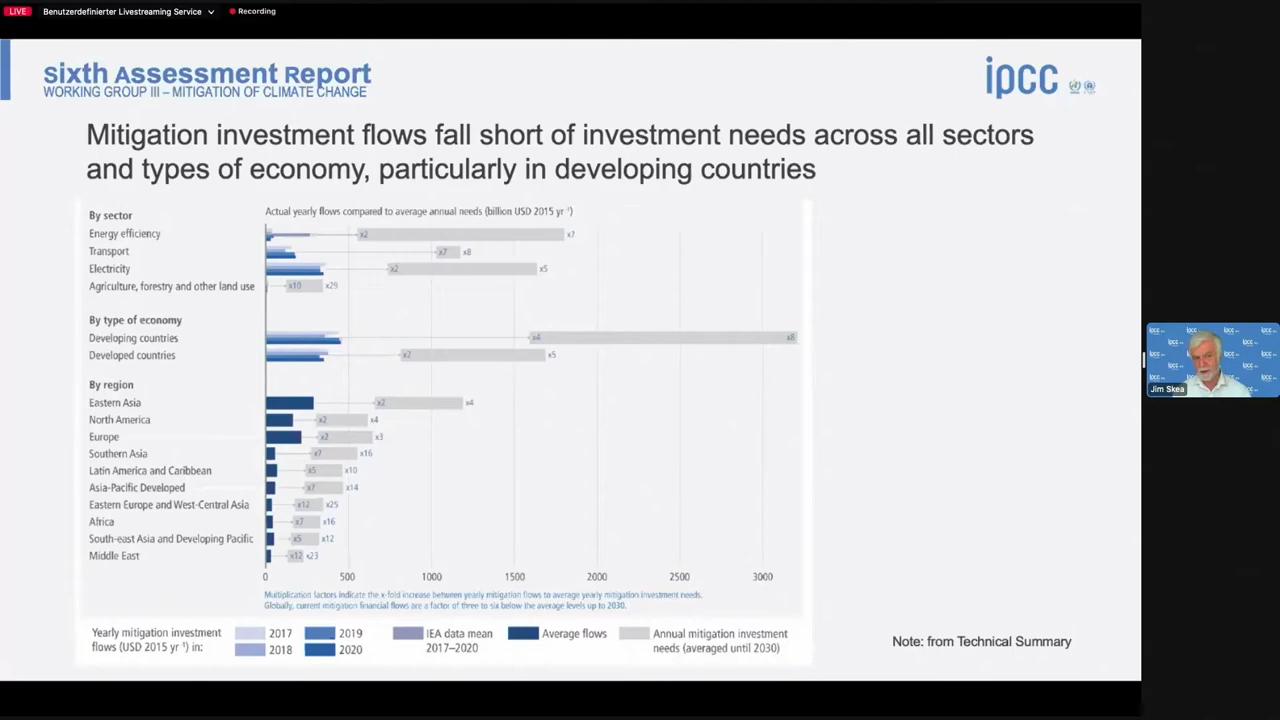 LIVE
Benutzerdefinierter Livestreaming Service
Recording
Sixth Assessment Report
WORKING GROUP III – MITIGATION OF CLIMATE CHANGE
ipcc
Mitigation investment flows fall short of investment needs across all sectors
and types of economy, particularly in developing countries
By sector
Actual yearly flows compared to average annual needs (billion USD 2015 yr⁻¹)
Energy efficiency x2 x7
Transport x7 x8
Electricity x2 x5
Agriculture, forestry and other land use x10 x29
By type of economy
Developing countries x4 x8
Developed countries x2 x5
By region
Eastern Asia x2 x4
North America x2 x4
Europe x2 x3
Southern Asia x7 x16
Latin America and Caribbean x5 x10
Asia-Pacific Developed x7 x14
Eastern Europe and West-Central Asia x12 x25
Africa x7 x16
South-east Asia and Developing Pacific x5 x12
Middle East x12 x23
0 500 1000 1500 2000 2500 3000
Multiplication factors indicate the x-fold increase between yearly mitigation flows to average yearly mitigation investment needs.
Globally, current mitigation financial flows are a factor of three to six below the average levels up to 2030.
Yearly mitigation investment
flows (USD 2015 yr⁻¹) in:
2017
2018
2019
2020
IEA data mean
2017–2020
Average flows
Annual mitigation investment
needs (averaged until 2030)
Note: from Technical Summary
Jim Skea